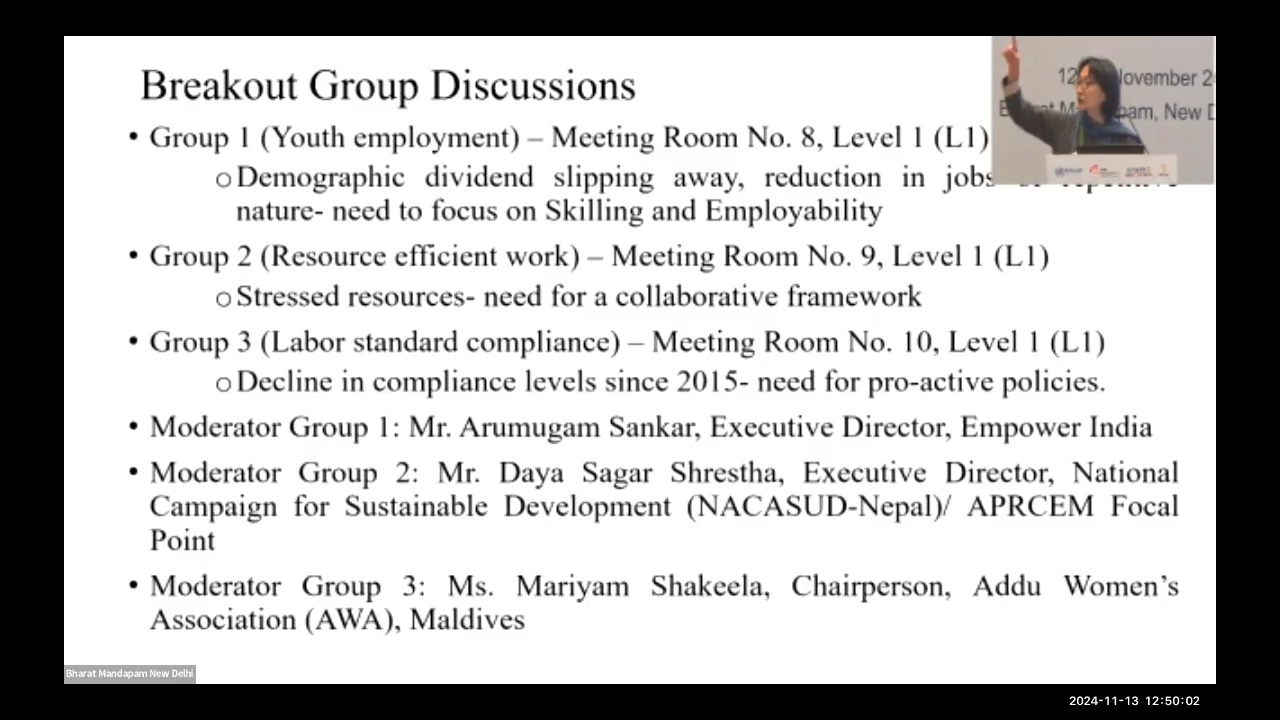 Breakout Group Discussions
12 November 2
B rat M pam, New D
• Group 1 (Youth employment) – Meeting Room No. 8, Level 1 (L1)
o Demographic dividend slipping away, reduction in jobs
nature- need to focus on Skilling and Employability
• Group 2 (Resource efficient work) – Meeting Room No. 9, Level 1 (L1)
o Stressed resources- need for a collaborative framework
• Group 3 (Labor standard compliance) – Meeting Room No. 10, Level 1 (L1)
o Decline in compliance levels since 2015- need for pro-active policies.
• Moderator Group 1: Mr. Arumugam Sankar, Executive Director, Empower India
• Moderator Group 2: Mr. Daya Sagar Shrestha, Executive Director, National
Campaign for Sustainable Development (NACASUD-Nepal)/ APRCEM Focal
Point
• Moderator Group 3: Ms. Mariyam Shakeela, Chairperson, Addu Women's
Association (AWA), Maldives
Bharat Mandapam New Delhi
2024-11-13 12:50:02